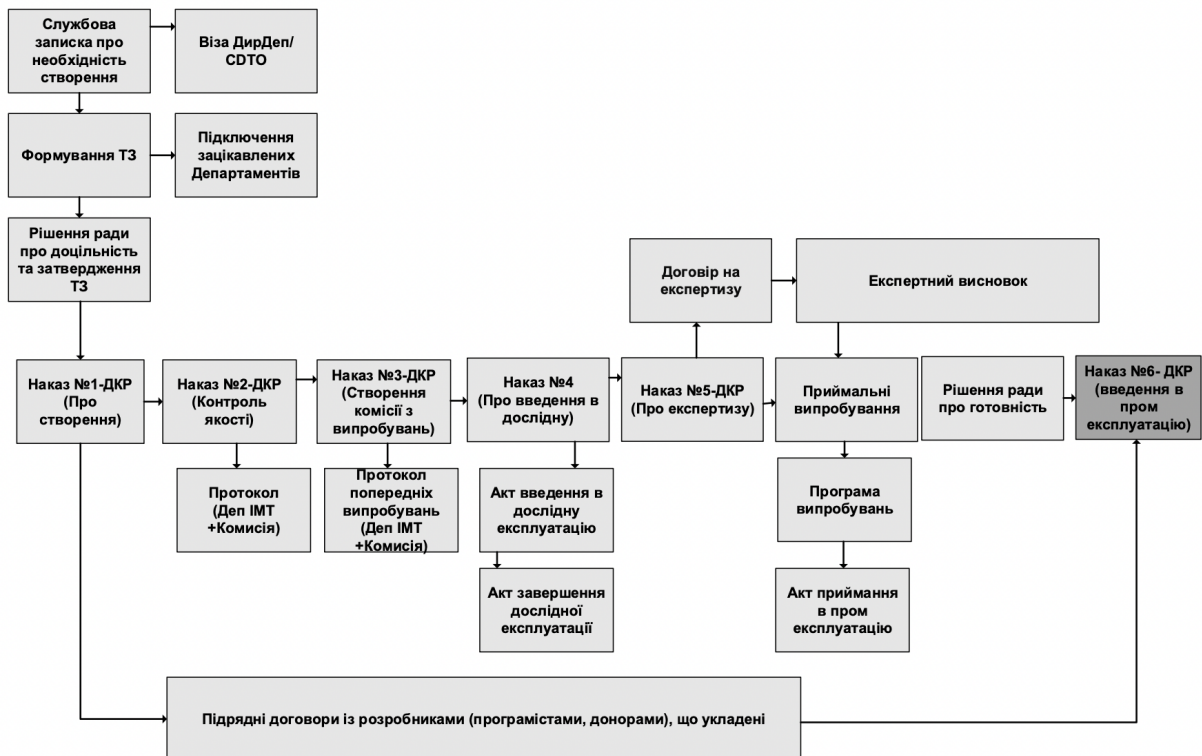 Службова
записка про
необхідність
створення
Віза ДирДеп/
CDTO
Формування ТЗ
Підключення
зацікавлених
Департаментів
Рішення ради
про доцільність
та затвердження
ТЗ
Договір на
експертизу
Експертний висновок
Наказ №1-ДКР
(Про
створення)
Наказ №2-ДКР
(Контроль
якості)
Наказ №3-ДКР
(Створення
комісії з
випробувань)
Наказ №4
(Про введення в
дослідну)
Наказ №5-ДКР
(Про експертизу)
Приймальні
випробування
Рішення ради
про готовність
Наказ №6- ДКР
(введення в
пром
експлуатацію)
Протокол
(Деп ІМТ
+Комисія)
Протокол
попередніх
випробувань
(Деп ІМТ
+Комисія)
Акт введення в
дослідну
експлуатацію
Програма
випробувань
Акт завершення
дослідної
експлуатації
Акт приймання
в пром
експлуатацію
Підрядні договори із розробниками (програмістами, донорами), що укладені